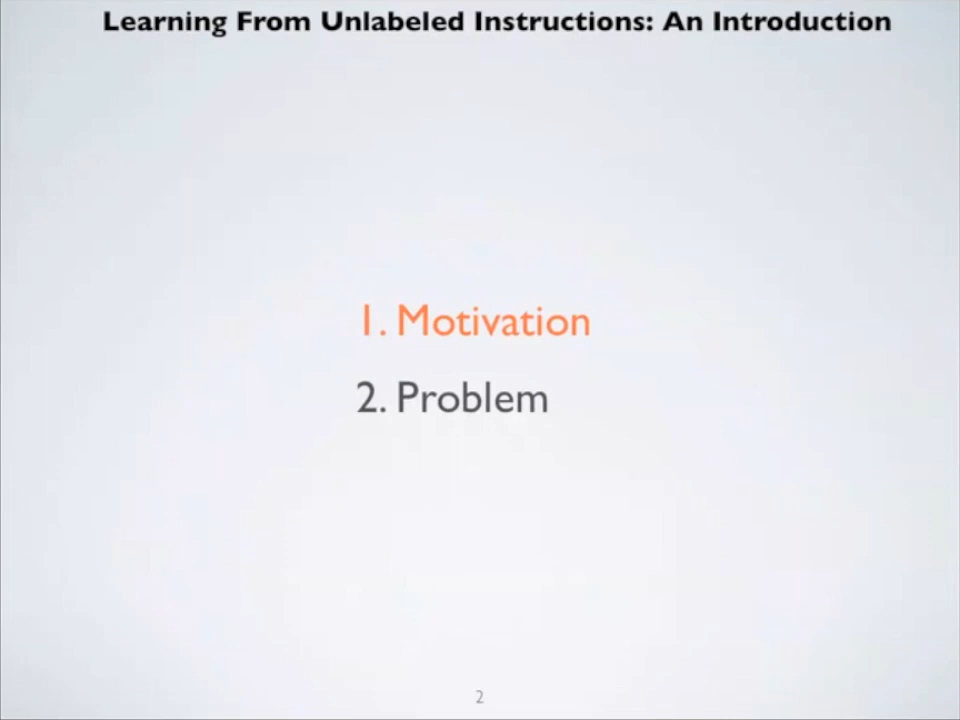 Learning From Unlabeled Instructions: An Introduction
1. Motivation
2. Problem
2